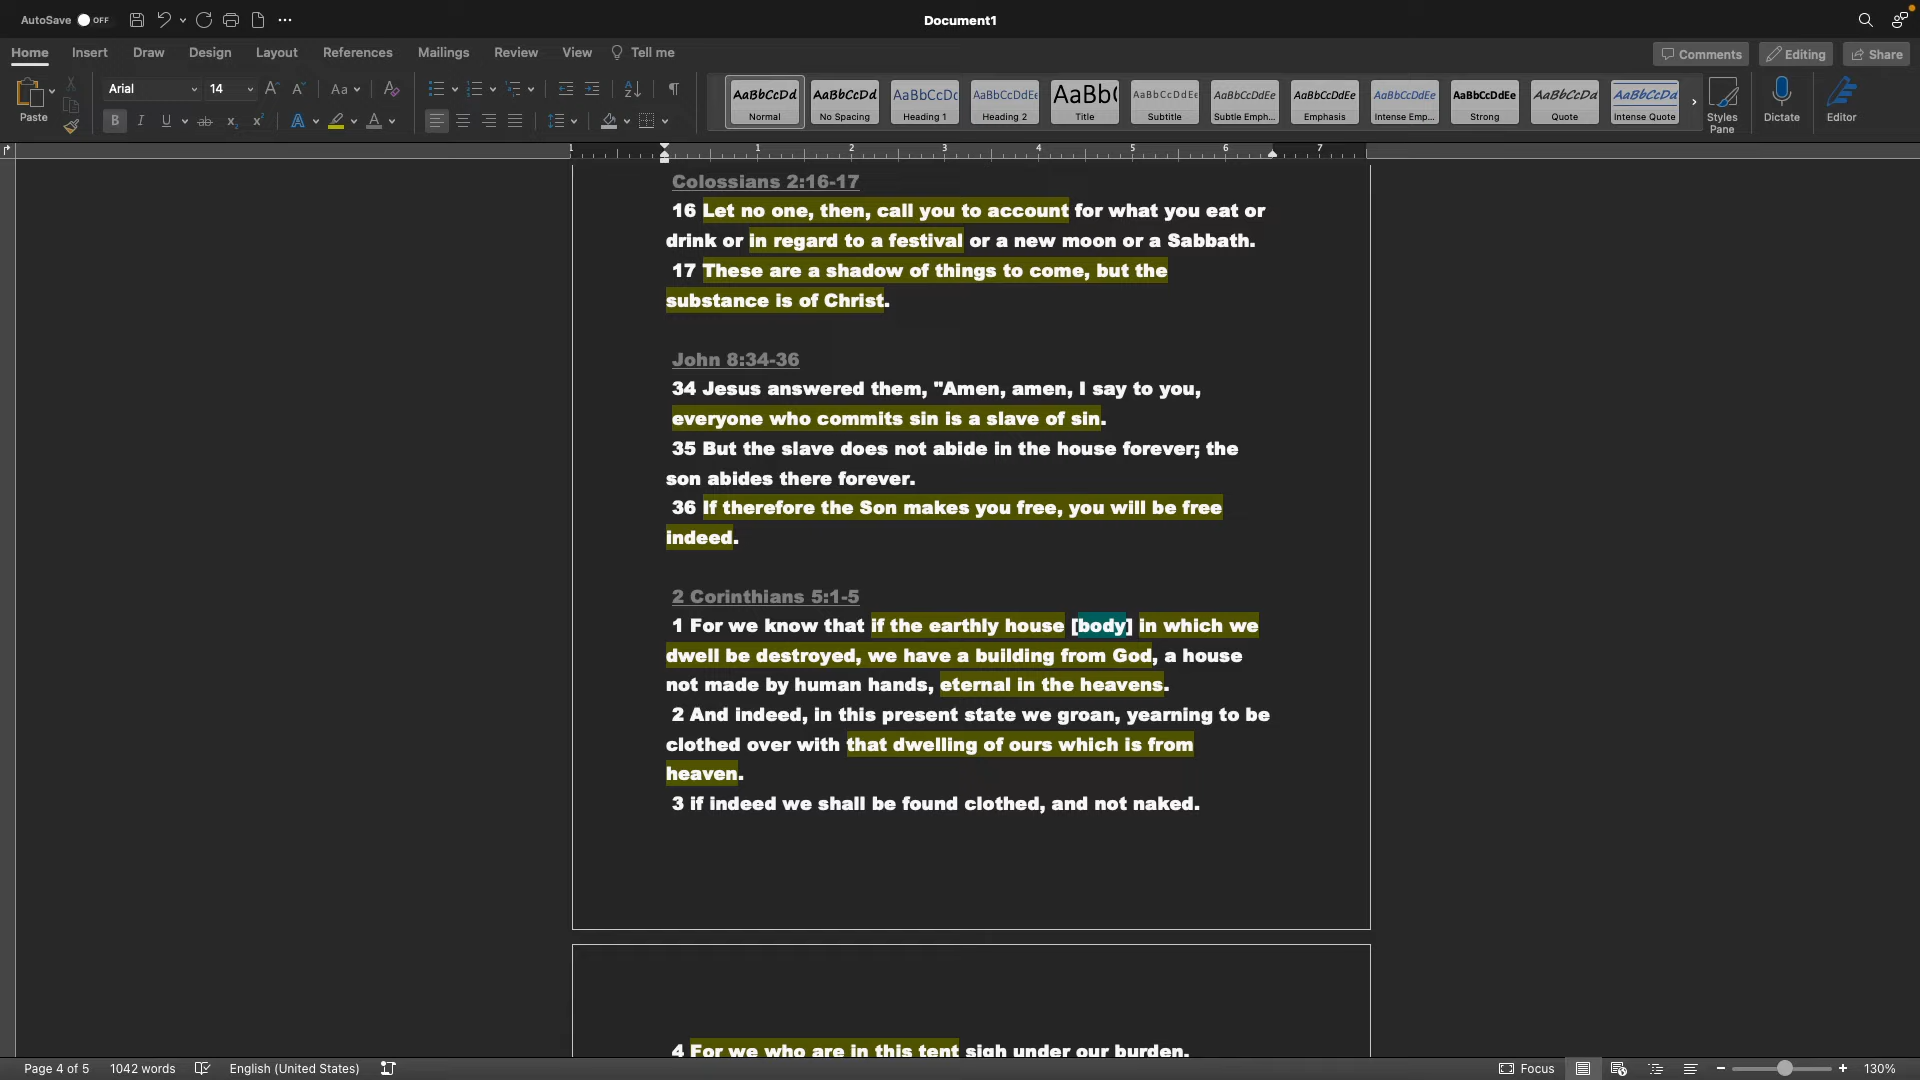 AutoSave OFF
Document1
Home Insert Draw Design Layout References Mailings Review View Tell me
Comments Editing Share
Paste
Arial 14
AaBbCcDd AaBbCcDd AaBbCcDc AaBbCcDdEe AaBb( AaBbCcDdEe AaBbCcDdEe AaBbCcDdEe AaBbCcDdEe AaBbCcDdEe AaBbCcDd AaBbCcDd
Normal No Spacing Heading 1 Heading 2 Title Subtitle Subtle Emph... Emphasis Intense Emp... Strong Quote Intense Quote
Styles Pane Dictate Editor
1 1 2 3 4 5 6 7
Colossians 2:16-17
16 Let no one, then, call you to account for what you eat or
drink or in regard to a festival or a new moon or a Sabbath.
17 These are a shadow of things to come, but the
substance is of Christ.
John 8:34-36
34 Jesus answered them, "Amen, amen, I say to you,
everyone who commits sin is a slave of sin.
35 But the slave does not abide in the house forever; the
son abides there forever.
36 If therefore the Son makes you free, you will be free
indeed.
2 Corinthians 5:1-5
1 For we know that if the earthly house [body] in which we
dwell be destroyed, we have a building from God, a house
not made by human hands, eternal in the heavens.
2 And indeed, in this present state we groan, yearning to be
clothed over with that dwelling of ours which is from
heaven.
3 if indeed we shall be found clothed, and not naked.
4 For we who are in this tent sigh under our burden,
Page 4 of 5 1042 words English (United States) Focus 130%